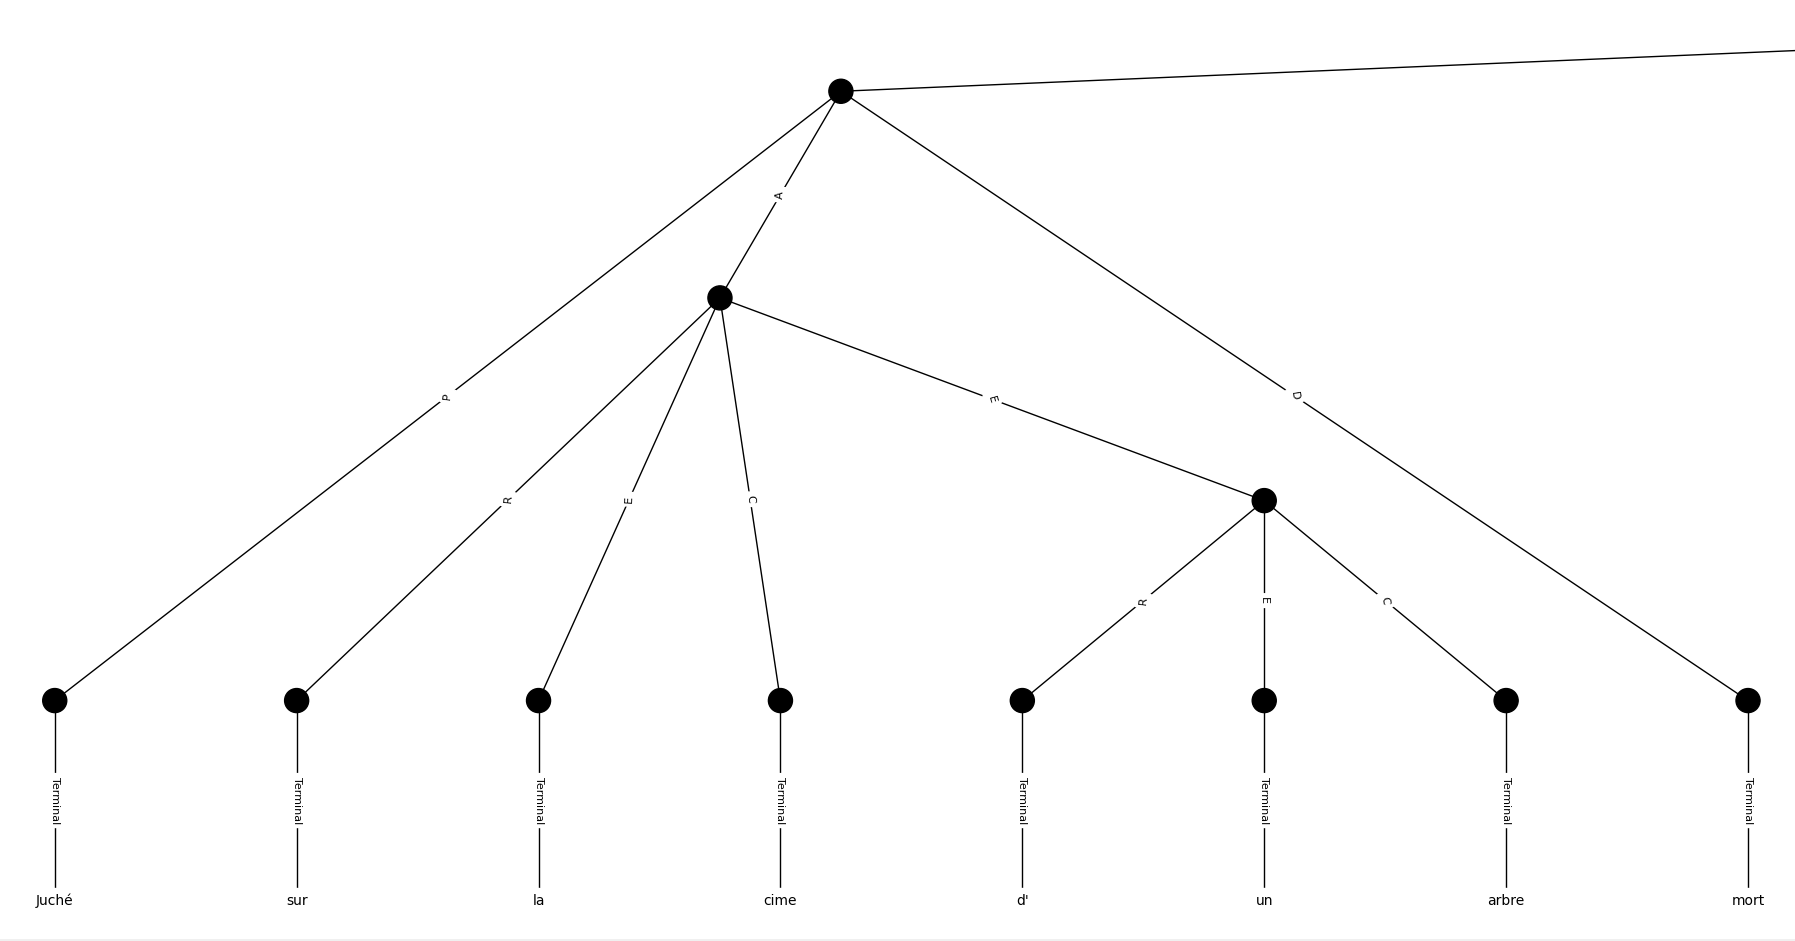 A
P
E
D
R
E
C
R
E
C
Terminal Terminal Terminal Terminal Terminal Terminal Terminal Terminal
Juché sur la cime d' un arbre mort